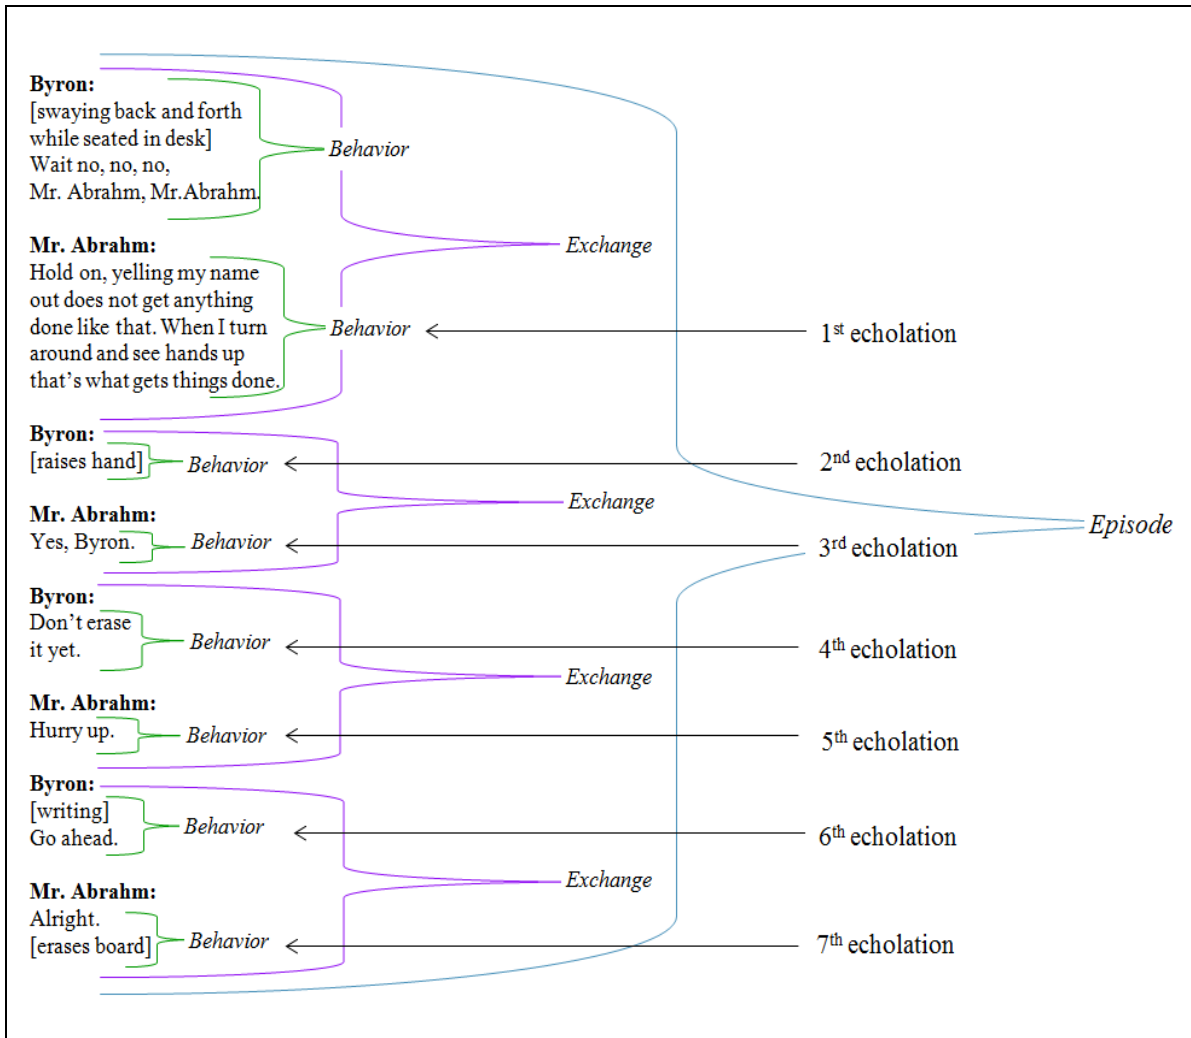 Byron:
[swaying back and forth
while seated in desk]
Wait no, no, no,
Mr. Abrahm, Mr.Abrahm.
Behavior
Mr. Abrahm:
Hold on, yelling my name
out does not get anything
done like that. When I turn
around and see hands up
that's what gets things done.
Behavior
Exchange
1st echolation
Byron:
[raises hand]
Behavior
2nd echolation
Mr. Abrahm:
Yes, Byron.
Behavior
Exchange
3rd echolation
Episode
Byron:
Don't erase
it yet.
Behavior
4th echolation
Mr. Abrahm:
Hurry up.
Behavior
Exchange
5th echolation
Byron:
[writing]
Go ahead.
Behavior
6th echolation
Mr. Abrahm:
Alright.
[erases board]
Behavior
Exchange
7th echolation